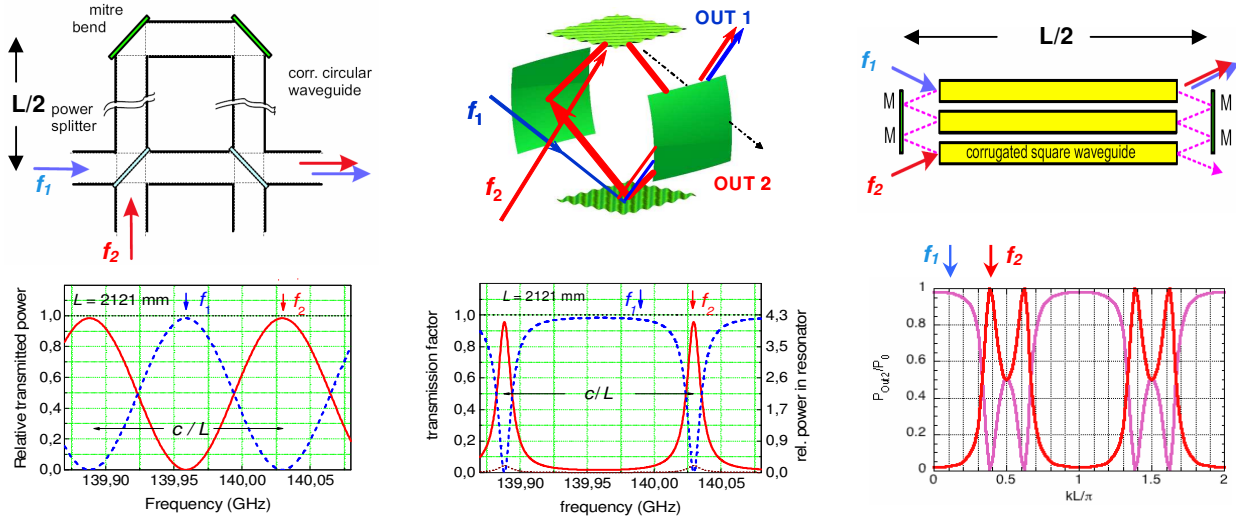 mitre
bend
L/2
power
splitter
corr. circular
waveguide
f1
f2
OUT 1
f1
f2
OUT 2
L/2
f1
M
M
M
M
corrugated square waveguide
f2
Relative transmitted power
L = 2121 mm
f1
f2
1,0
0,8
0,6
0,4
0,2
0,0
c / L
139,90
139,95
140,00
140,05
Frequency (GHz)
transmission factor
L = 2121 mm
f1
f2
1,0
0,8
0,6
0,4
0,2
0,0
c/L
4,3
3,4
2,6
1,7
0,9
0,0
rel. power in resonator
139,90
139,95
140,00
140,05
frequency (GHz)
f1
f2
POut2/P0
1
0.8
0.6
0.4
0.2
0
0
0.5
1
1.5
2
kL/π